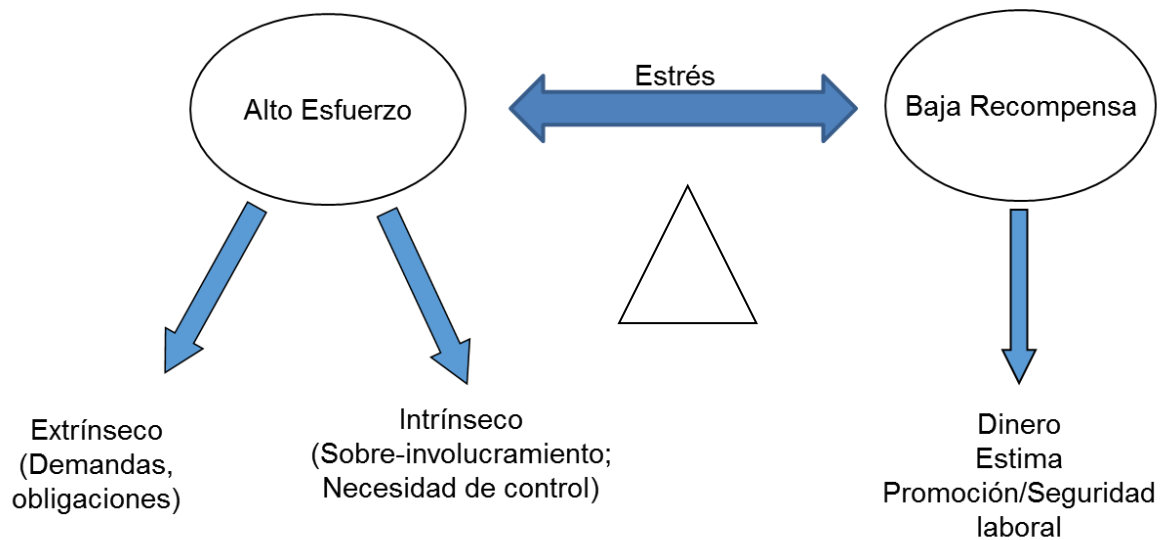 Estrés
Alto Esfuerzo
Baja Recompensa
Extrínseco
(Demandas,
obligaciones)
Intrínseco
(Sobre-involucramiento;
Necesidad de control)
Dinero
Estima
Promoción/Seguridad
laboral